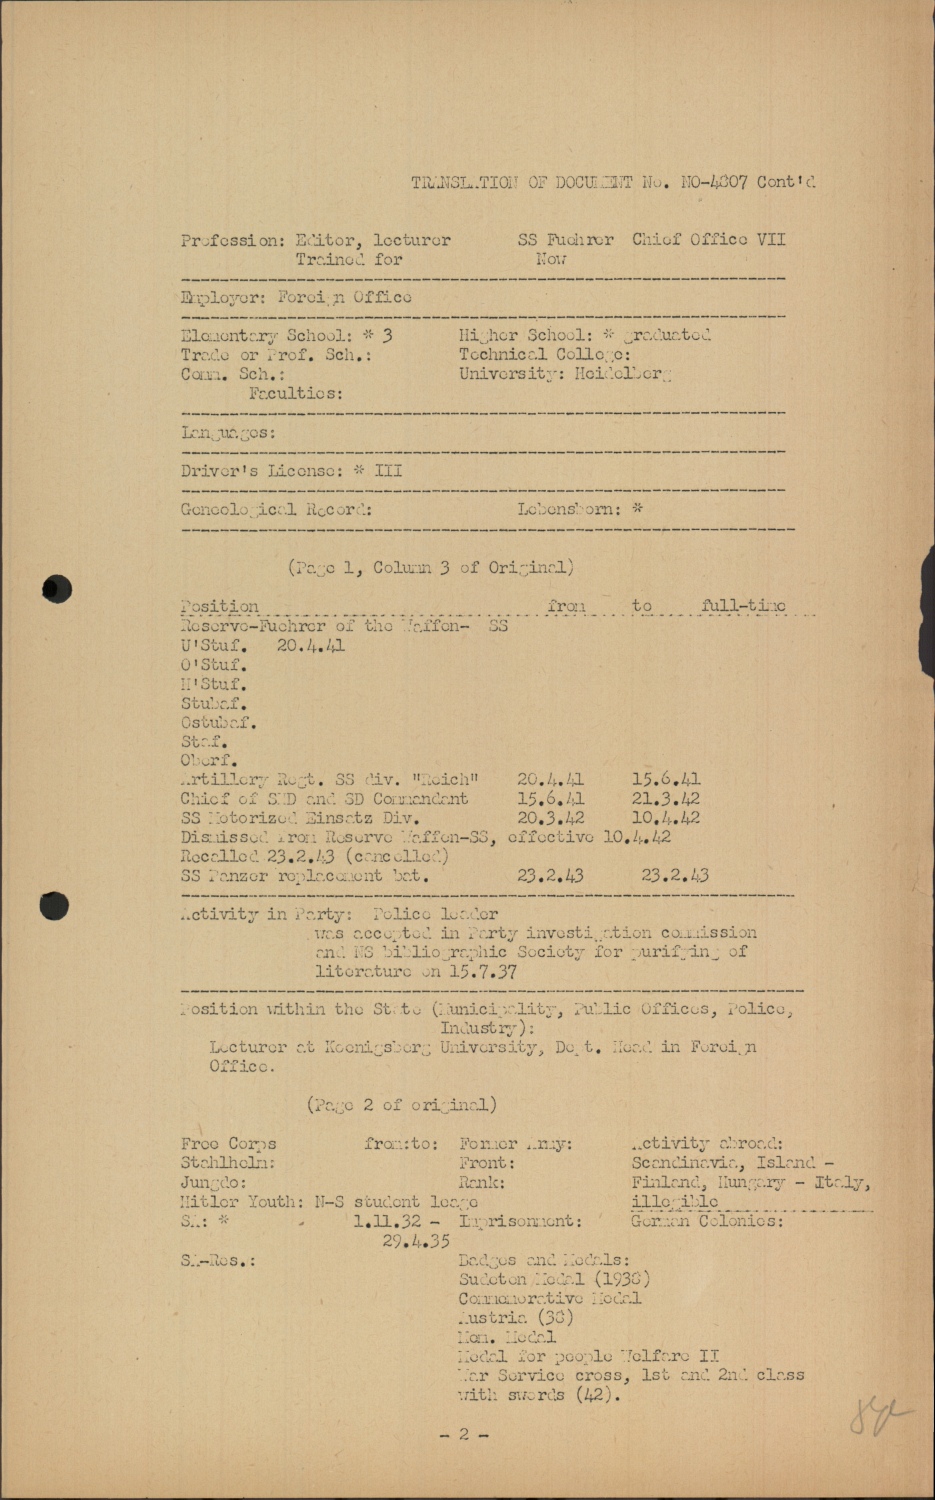 TRANSLATION OF DOCUMENT No. NO-4807 Cont'd
Profession: Editor, lecturer SS Fuehrer Chief Office VII
Trained for Now
Employer: Foreign Office
Elementary School: * 3 Higher School: * graduated
Trade or Prof. Sch.: Technical College:
Comm. Sch.: University: Heidelberg
Faculties:
Languages:
Driver's License: * III
Geneological Record: Lebensborn: *
(Page 1, Column 3 of Original)
Position from to full-time
Reserve-Fuehrer of the Waffen- SS
U'Stuf. 20.4.41
O'Stuf.
H'Stuf.
Stubaf.
Ostubaf.
Staf.
Oberf.
Artillery Regt. SS div. "Reich" 20.4.41 15.6.41
Chief of SHD and SD Commandant 15.6.41 21.3.42
SS Motorized Einsatz Div. 20.3.42 10.4.42
Dismissed from Reserve Waffen-SS, effective 10.4.42
Recalled 23.2.43 (cancelled)
SS Panzer replacement bat. 23.2.43 23.2.43
Activity in Party: Police leader
was accepted in Party investigation commission
and NS bibliographic Society for purifying of
literature on 15.7.37
Position within the State (Municipality, Public Offices, Police,
Industry):
Lecturer at Koenigsberg University, Dept. Head in Foreign
Office.
(Page 2 of original)
Free Corps from:to: Former Army: Activity abroad:
Stahlhelm: Front: Scandinavia, Island -
Jungdo: Rank: Finland, Hungary - Italy,
Hitler Youth: N-S student leage illegible
SA: * 1.11.32 - Imprisonment: German Colonies:
29.4.35
SA-Res.: Badges and Medals:
Sudeten Medal (1938)
Commemorative Medal
Austria (38)
Mem. Medal
Medal for people Welfare II
War Service cross, 1st and 2nd class
with swords (42).
- 2 -